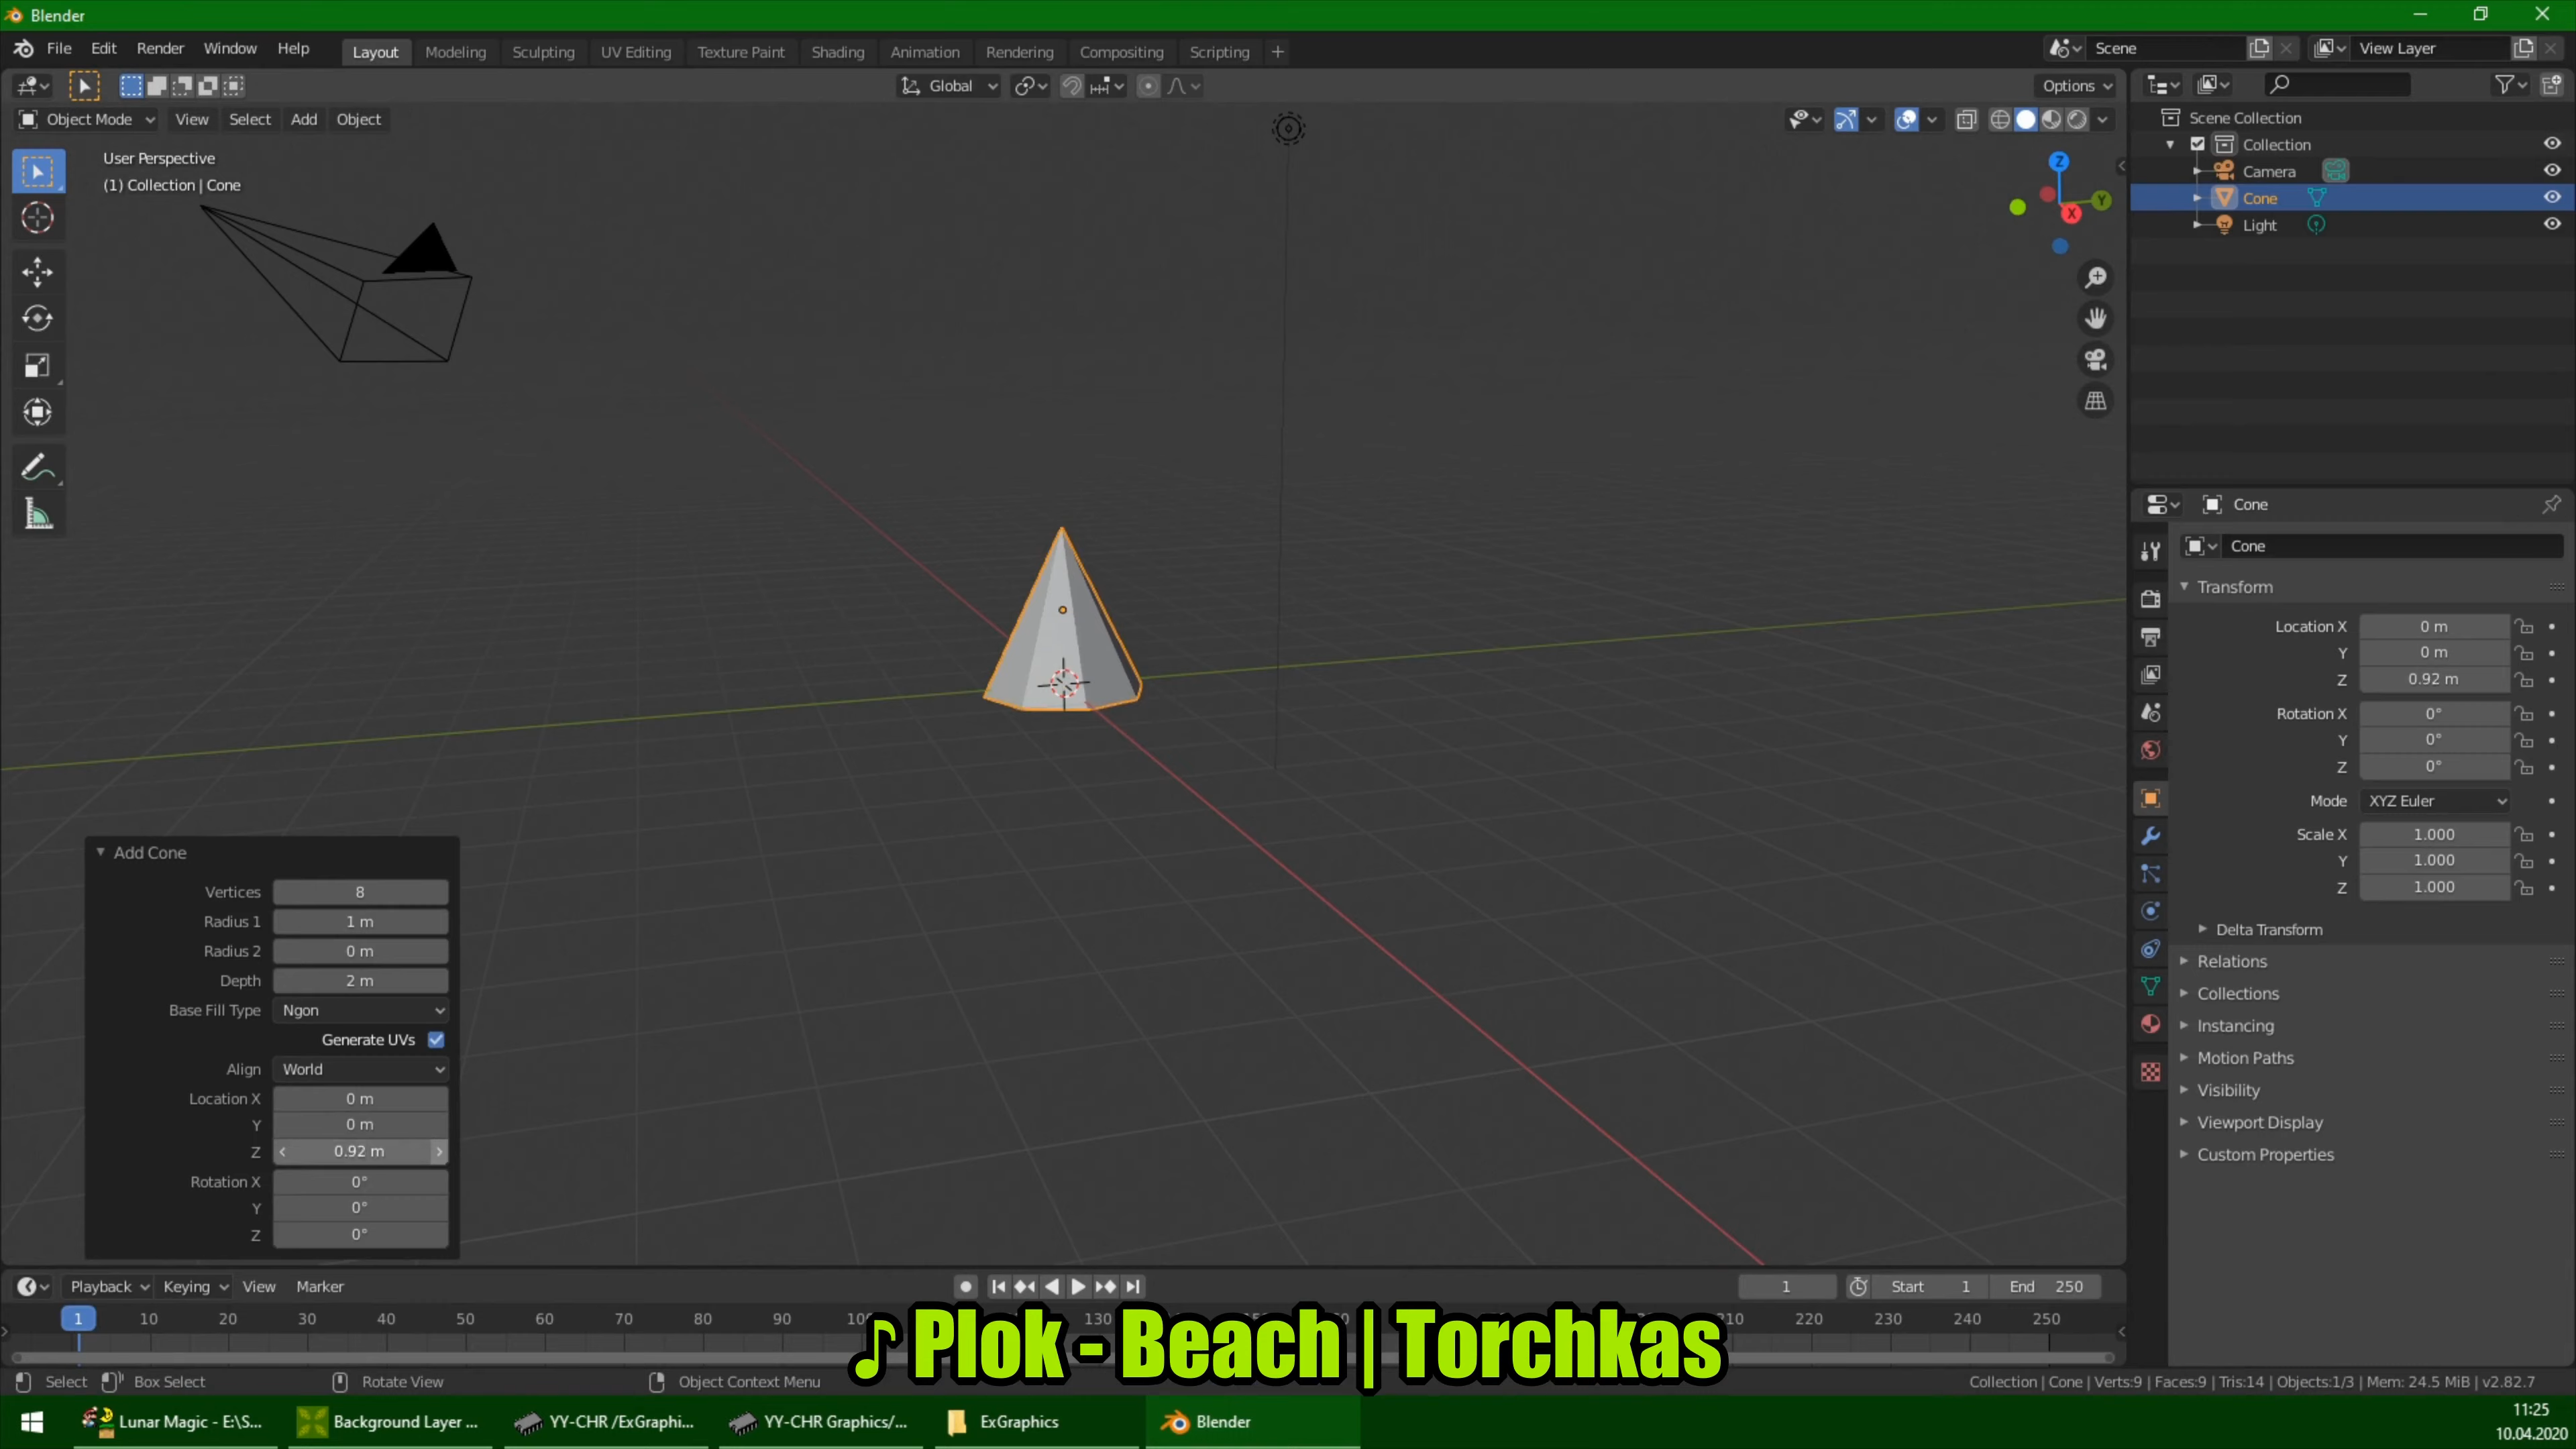 Blender
File Edit Render Window Help Layout Modeling Sculpting UV Editing Texture Paint Shading Animation Rendering Compositing Scripting + Scene View Layer
Global Options
Object Mode View Select Add Object
User Perspective
(1) Collection | Cone
Z
Y
X
Scene Collection
Collection
Camera
Cone
Light
Cone
Cone
Transform
Location X 0 m
Y 0 m
Z 0.92 m
Rotation X 0°
Y 0°
Z 0°
Mode XYZ Euler
Scale X 1.000
Y 1.000
Z 1.000
Delta Transform
Relations
Collections
Instancing
Motion Paths
Visibility
Viewport Display
Custom Properties
Add Cone
Vertices 8
Radius 1 1 m
Radius 2 0 m
Depth 2 m
Base Fill Type Ngon
Generate UVs
Align World
Location X 0 m
Y 0 m
Z 0.92 m
Rotation X 0°
Y 0°
Z 0°
Playback Keying View Marker 1 Start 1 End 250
1 10 20 30 40 50 60 70 80 90 130 220 230 240 250
♪ Plok - Beach | Torchkas
Select Box Select Rotate View Object Context Menu Collection | Cone | Verts:9 | Faces:9 | Tris:14 | Objects:1/3 | Mem: 24.5 MiB | v2.82.7
Lunar Magic - E:\S... Background Layer ... YY-CHR /ExGraphi... YY-CHR Graphics/... ExGraphics Blender
11:25
10.04.2020